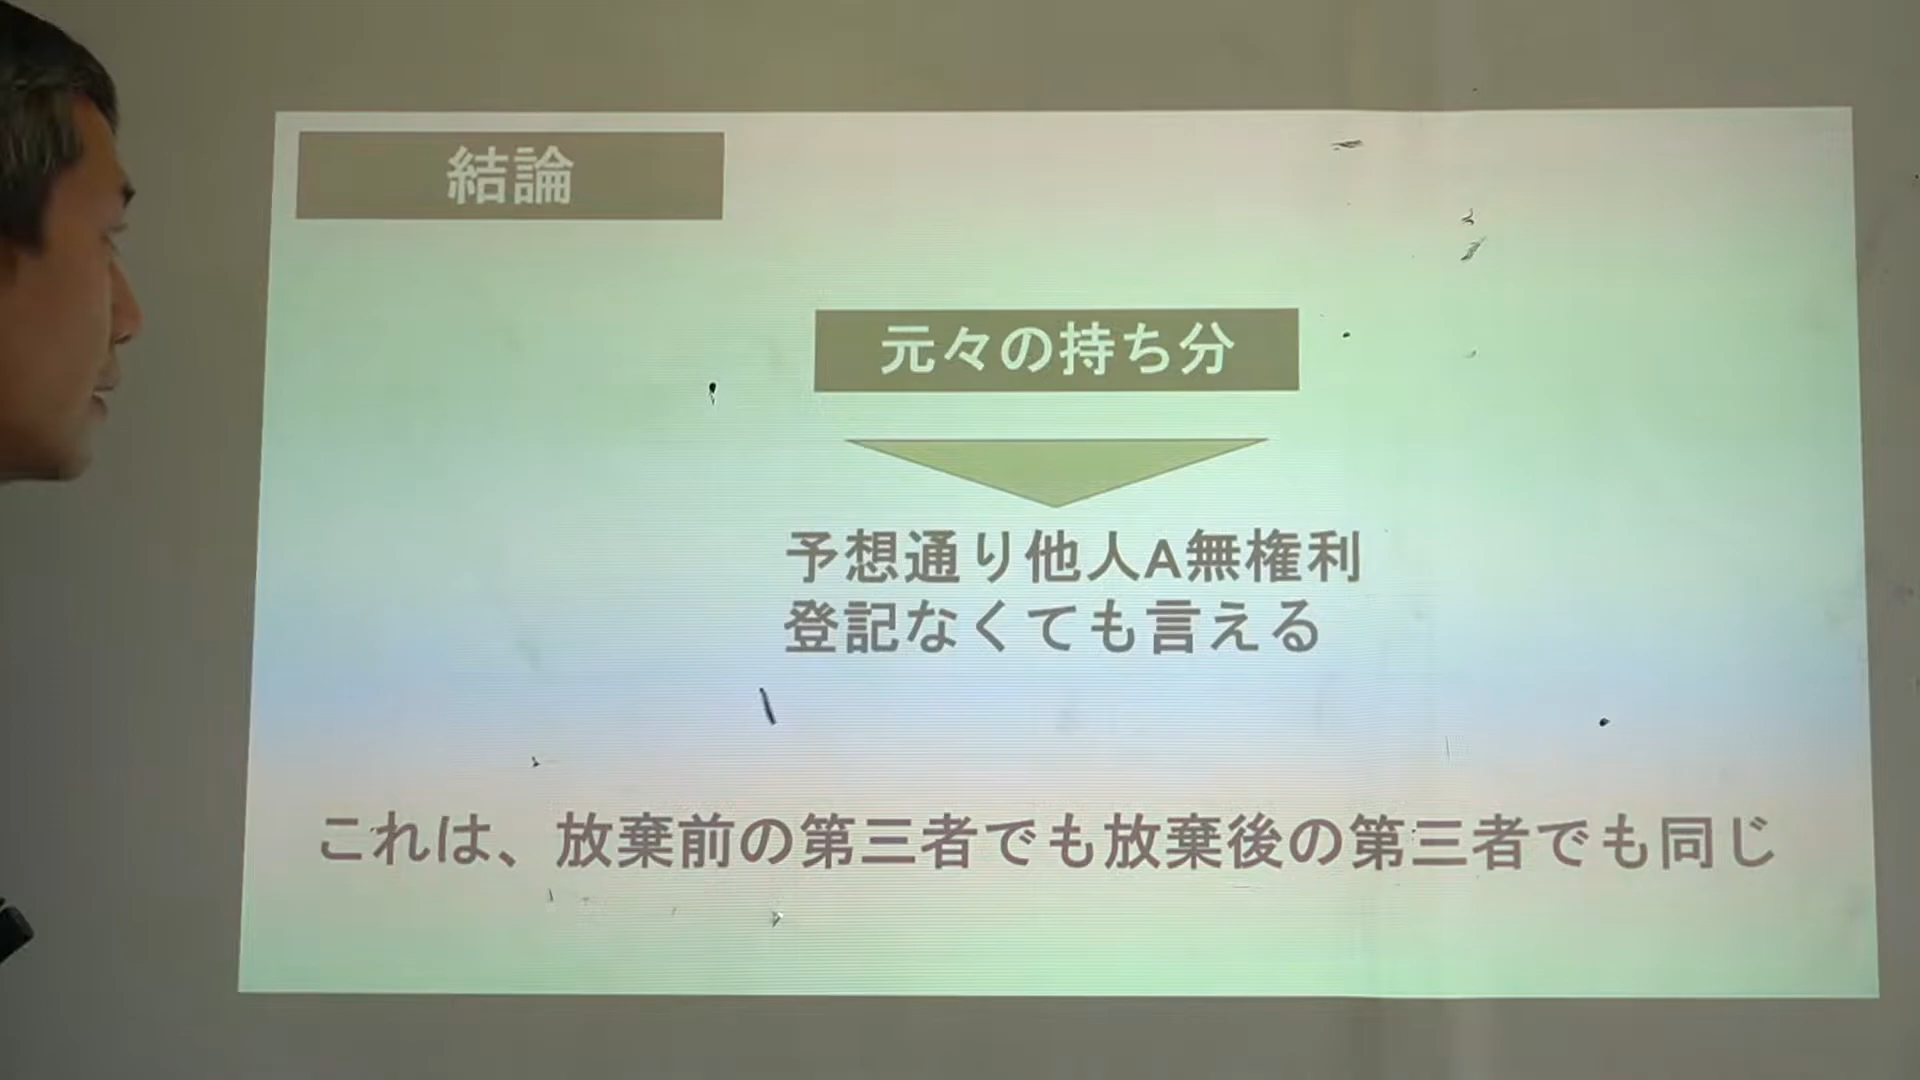 結論
元々の持ち分
予想通り他人A無権利
登記なくても言える
これは、放棄前の第三者でも放棄後の第三者でも同じ